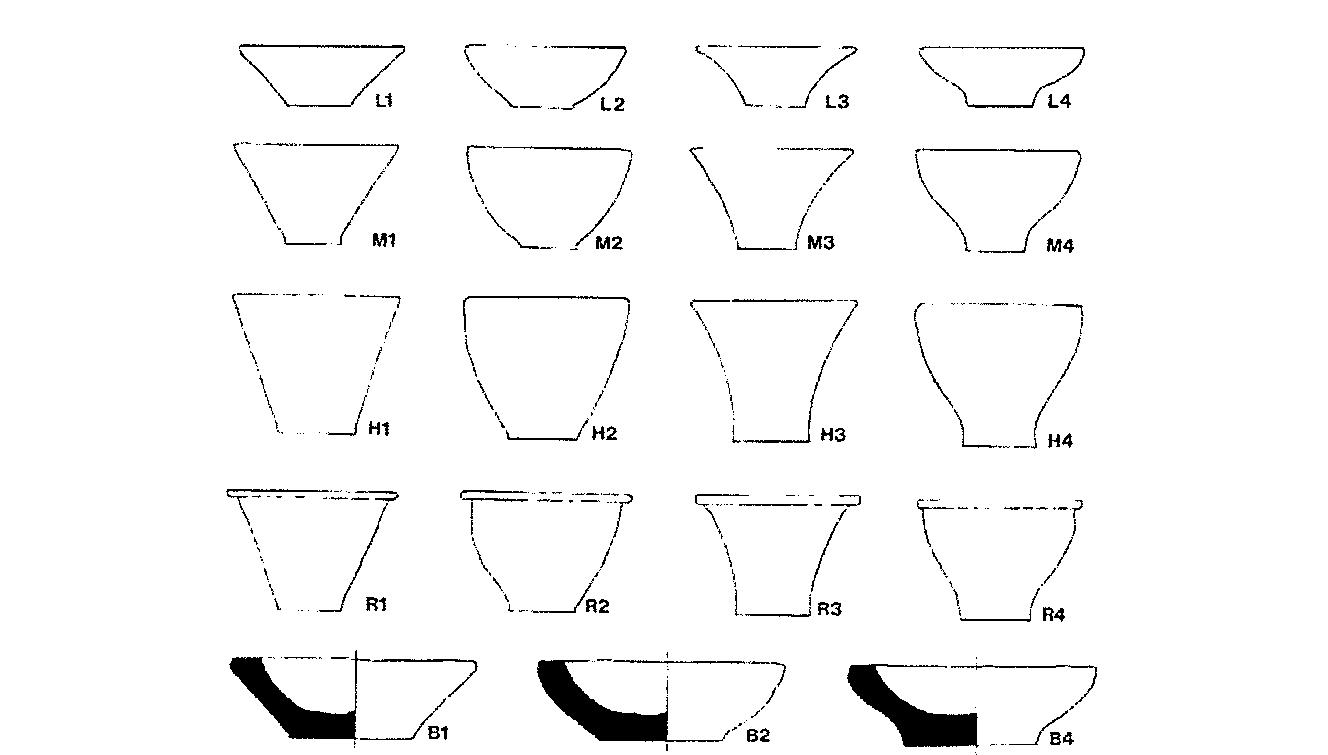 L1 L2 L3 L4
M1 M2 M3 M4
H1 H2 H3 H4
R1 R2 R3 R4
B1 B2 B4